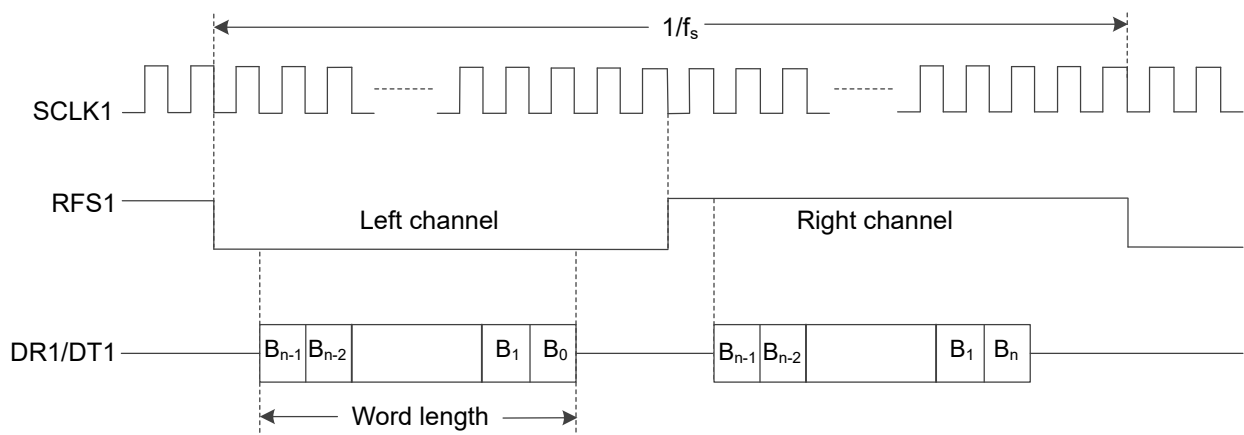 1/fs
SCLK1
RFS1
Left channel
Right channel
DR1/DT1
Bn-1 Bn-2 B1 B0 Bn-1 Bn-2 B1 Bn
Word length